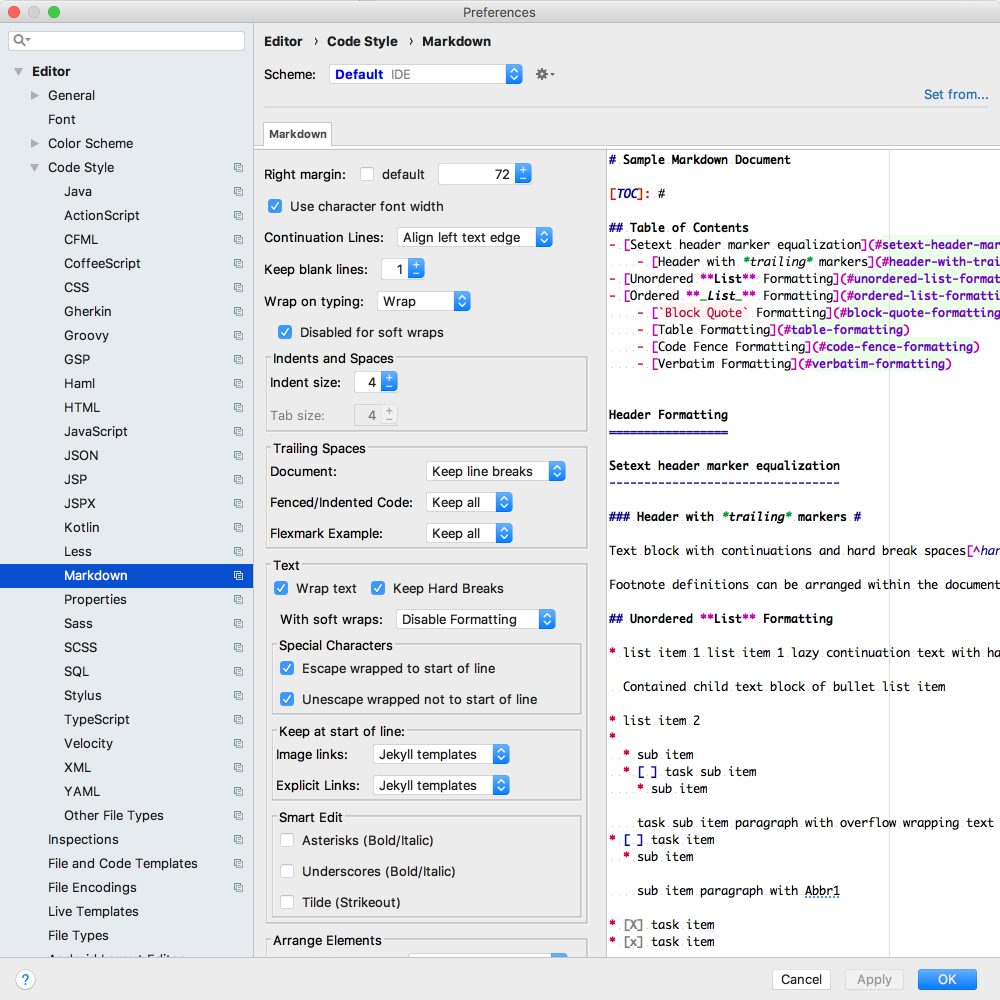 Preferences
Editor
General
Font
Color Scheme
Code Style
Java
ActionScript
CFML
CoffeeScript
CSS
Gherkin
Groovy
GSP
Haml
HTML
JavaScript
JSON
JSP
JSPX
Kotlin
Less
Markdown
Properties
Sass
SCSS
SQL
Stylus
TypeScript
Velocity
XML
YAML
Other File Types
Inspections
File and Code Templates
File Encodings
Live Templates
File Types
Editor › Code Style › Markdown
Scheme: Default IDE
Set from...
Markdown
Right margin: default 72
Use character font width
Continuation Lines: Align left text edge
Keep blank lines: 1
Wrap on typing: Wrap
Disabled for soft wraps
Indents and Spaces
Indent size: 4
Tab size: 4
Trailing Spaces
Document: Keep line breaks
Fenced/Indented Code: Keep all
Flexmark Example: Keep all
Text
Wrap text Keep Hard Breaks
With soft wraps: Disable Formatting
Special Characters
Escape wrapped to start of line
Unescape wrapped not to start of line
Keep at start of line:
Image links: Jekyll templates
Explicit Links: Jekyll templates
Smart Edit
Asterisks (Bold/Italic)
Underscores (Bold/Italic)
Tilde (Strikeout)
Arrange Elements
# Sample Markdown Document
[TOC]: #
## Table of Contents
- [Setext header marker equalization](#setext-header-mar
- [Header with *trailing* markers](#header-with-trai
- [Unordered **List** Formatting](#unordered-list-format
- [Ordered **_List_** Formatting](#ordered-list-formatti
- [`Block Quote` Formatting](#block-quote-formatting
- [Table Formatting](#table-formatting)
- [Code Fence Formatting](#code-fence-formatting)
- [Verbatim Formatting](#verbatim-formatting)
Header Formatting
=================
Setext header marker equalization
---------------------------------
### Header with *trailing* markers #
Text block with continuations and hard break spaces[^har
Footnote definitions can be arranged within the document
## Unordered **List** Formatting
* list item 1 list item 1 lazy continuation text with ha
Contained child text block of bullet list item
* list item 2
*
* sub item
* [ ] task sub item
* sub item
task sub item paragraph with overflow wrapping text
* [ ] task item
* sub item
sub item paragraph with Abbr1
* [X] task item
* [x] task item
? Cancel Apply OK